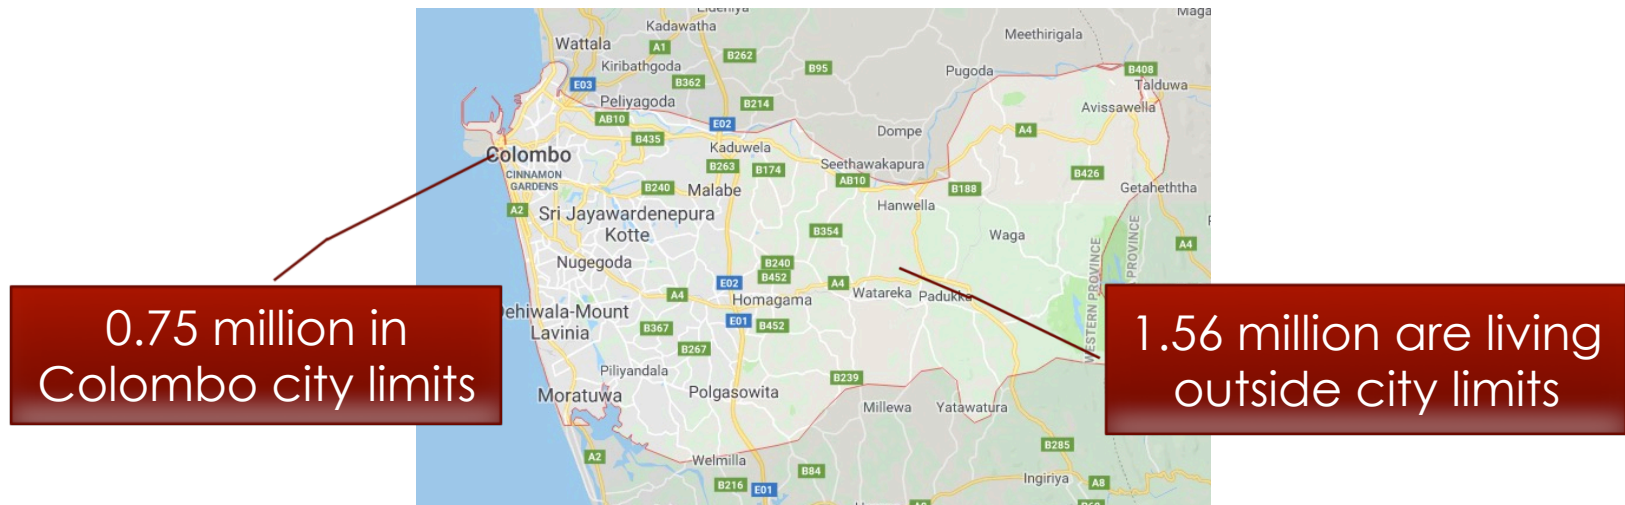 Kadawatha
Meethirigala
Wattala
A1
B262
Kiribathgoda
B95
Pugoda
B408
E03
B362
Talduwa
Peliyagoda
B214
Avissawella
AB10
E02
Dompe
A4
B435
Kaduwela
Colombo
Seethawakapura
CINNAMON
GARDENS
B263
B174
AB10
B426
B240
Malabe
B188
Getaheththa
A2
Hanwella
Sri Jayawardenepura
Kotte
B354
Waga
A4
WESTERN PROVINCE
PROVINCE
Nugegoda
B240
B452
E02
A4
A4
Homagama
Watareka
Padukka
0.75 million in
Colombo city limits
1.56 million are living
outside city limits
ehiwala-Mount
Lavinia
B367
E01
B452
B267
Piliyandala
B239
Moratuwa
Polgasowita
Millewa
Yatawatura
B285
A2
Welmilla
B84
B216
E01
Ingiriya
A8